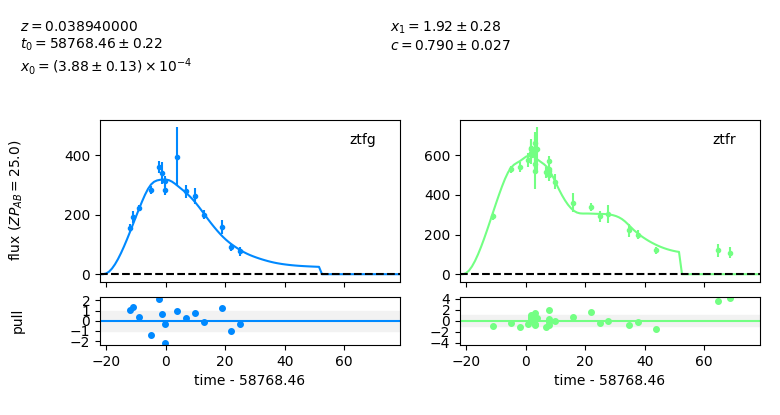 z = 0.038940000
t₀ = 58768.46 ± 0.22
x₀ = (3.88 ± 0.13) × 10⁻⁴
x₁ = 1.92 ± 0.28
c = 0.790 ± 0.027
flux (ZP_AB = 25.0)
400
200
0
ztfg
600
400
200
0
ztfr
pull
2
1
0
−1
−2
4
2
0
−2
−4
−20 0 20 40 60
−20 0 20 40 60
time - 58768.46
time - 58768.46